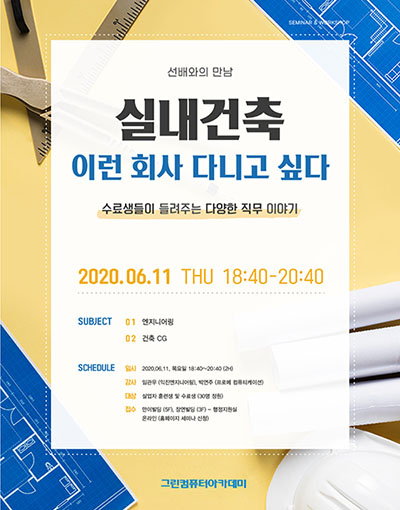 SEMINAR & WORKSHOP
선배와의 만남
실내건축
이런 회사 다니고 싶다
수료생들이 들려주는 다양한 직무 이야기
2020.06.11 THU 18:40-20:40
SUBJECT 01 엔지니어링
02 건축 CG
SCHEDULE 일시 2020.06.11, 목요일 18:40~20:40 (2H)
강사 임관우 (익진엔지니어링), 박연주 (프로페 컴퓨티케이션)
대상 실업자 훈련생 및 수료생 (30명 정원)
접수 만이빌딩 (5F), 장연빌딩 (3F) - 행정지원실
온라인 (홈페이지 세미나 신청)
그린컴퓨터아카데미